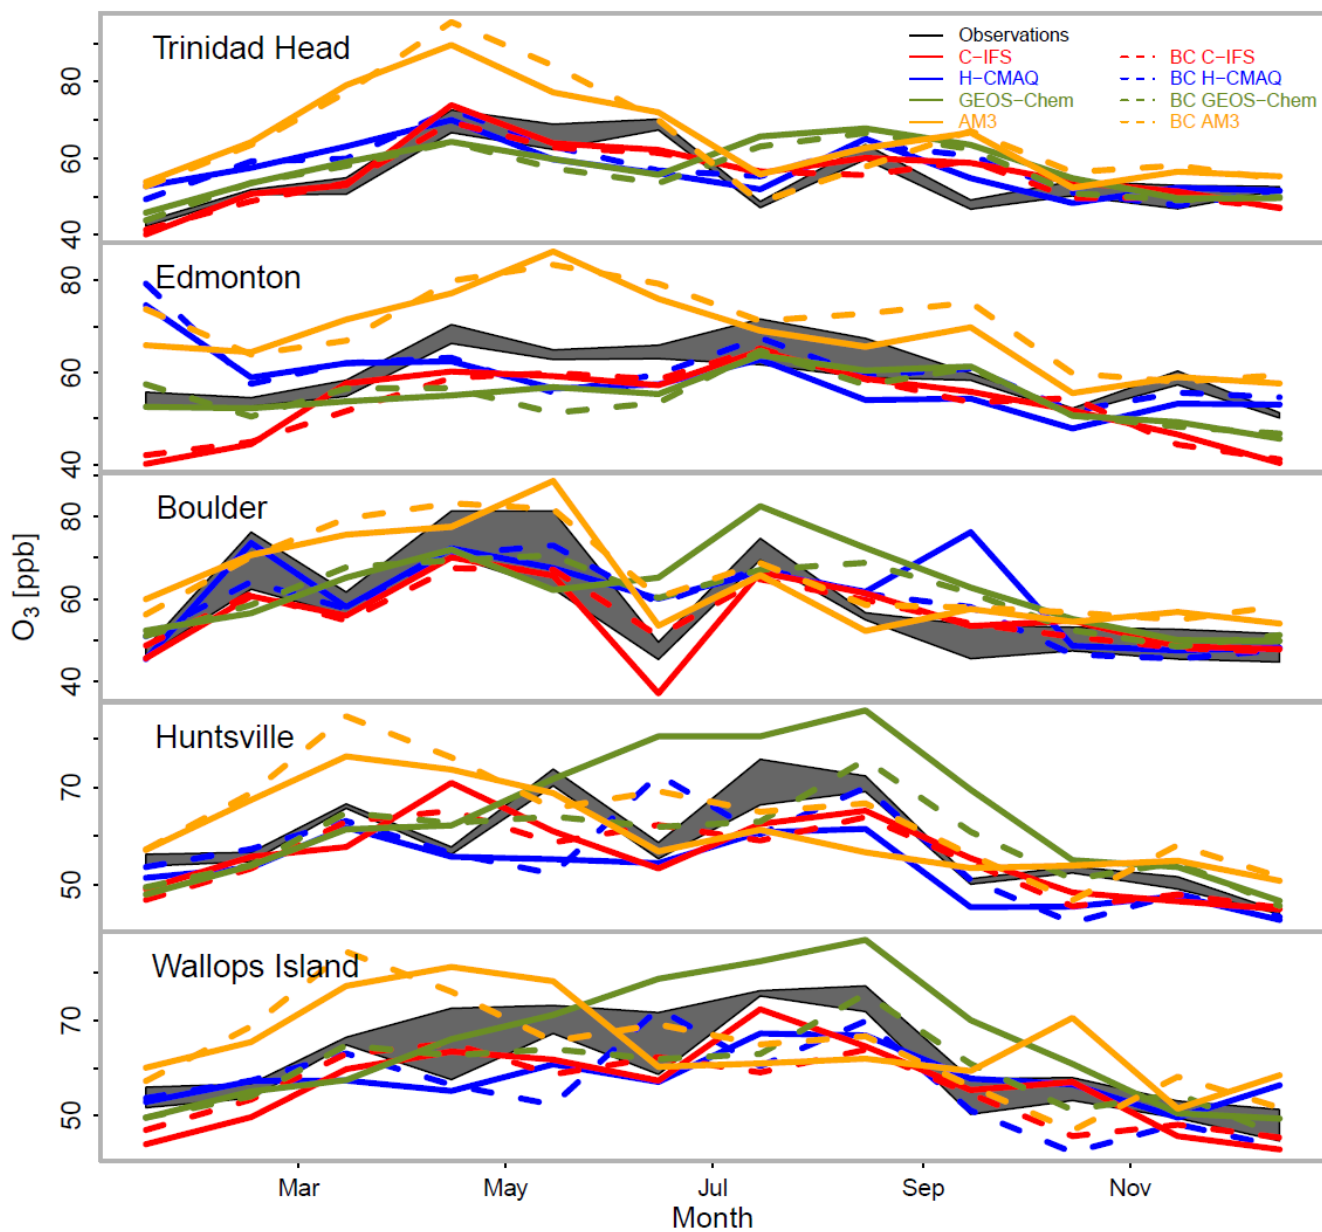 Trinidad Head
Observations
C−IFS
BC C−IFS
H−CMAQ
BC H−CMAQ
GEOS−Chem
BC GEOS−Chem
AM3
BC AM3
80
60
40
Edmonton
80
60
40
Boulder
80
60
40
O3 [ppb]
Huntsville
70
50
Wallops Island
70
50
Mar
May
Jul
Sep
Nov
Month